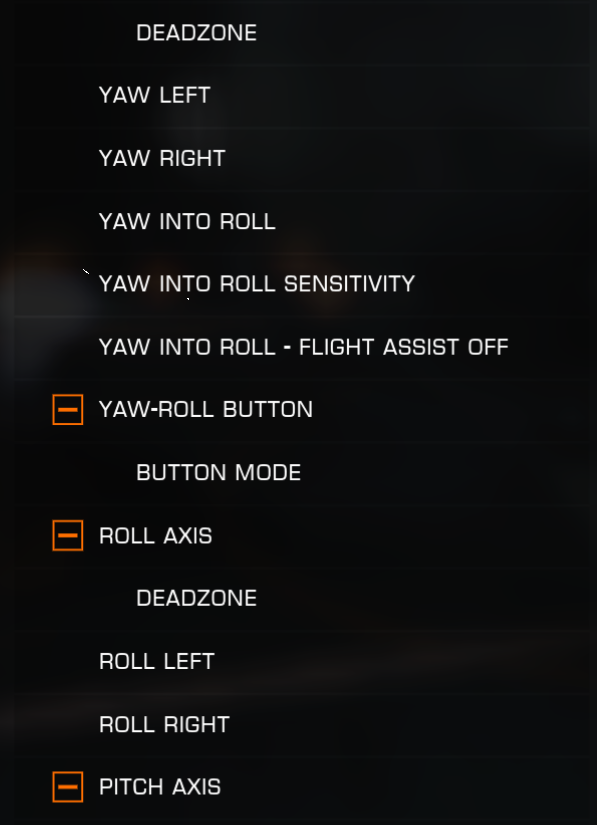 DEADZONE
YAW LEFT
YAW RIGHT
YAW INTO ROLL
YAW INTO ROLL SENSITIVITY
YAW INTO ROLL - FLIGHT ASSIST OFF
YAW-ROLL BUTTON
BUTTON MODE
ROLL AXIS
DEADZONE
ROLL LEFT
ROLL RIGHT
PITCH AXIS